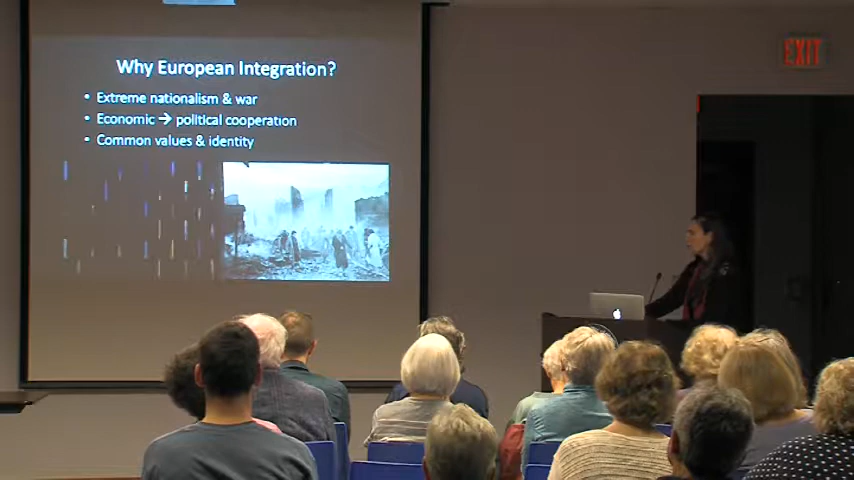 Why European Integration?
• Extreme nationalism & war
• Economic → political cooperation
• Common values & identity
EXIT